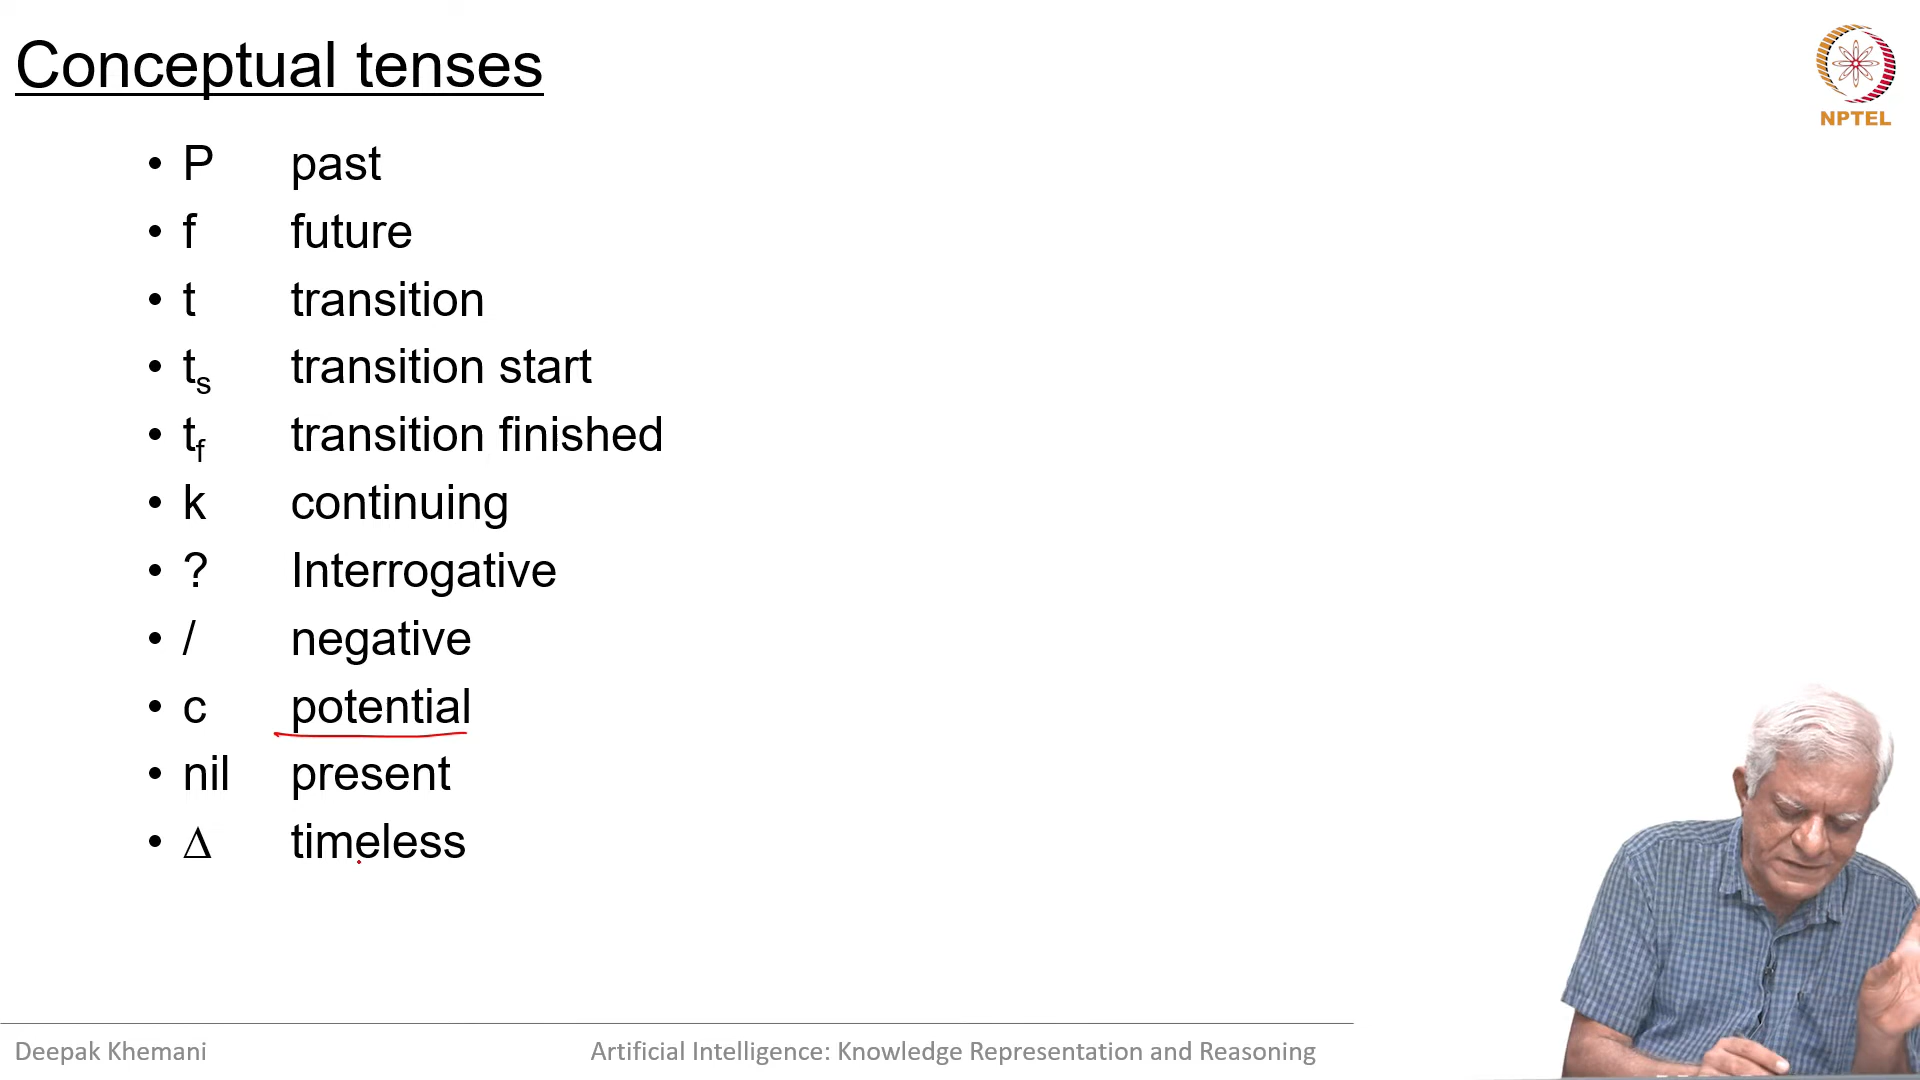 Conceptual tenses
NPTEL
• P past
• f future
• t transition
• ts transition start
• tf transition finished
• k continuing
• ? Interrogative
• / negative
• c potential
• nil present
• Δ timeless
Deepak Khemani
Artificial Intelligence: Knowledge Representation and Reasoning